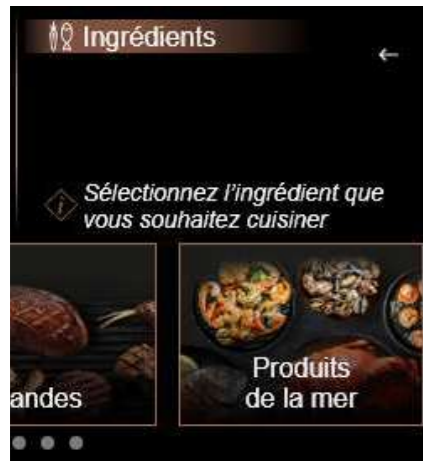 Ingrédients
Sélectionnez l'ingrédient que
vous souhaitez cuisiner
andes
Produits
de la mer